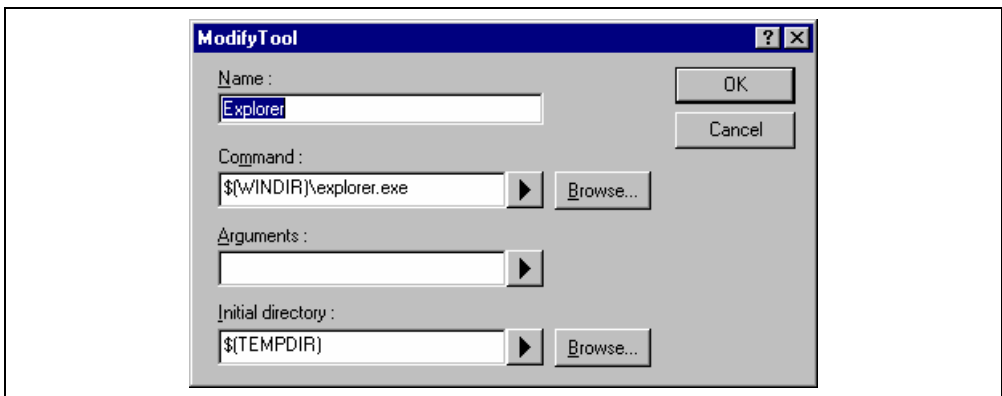 ModifyTool
Name :
OK
Explorer
Cancel
Command :
$(WINDIR)\explorer.exe
Browse...
Arguments :
Initial directory :
$(TEMPDIR)
Browse...